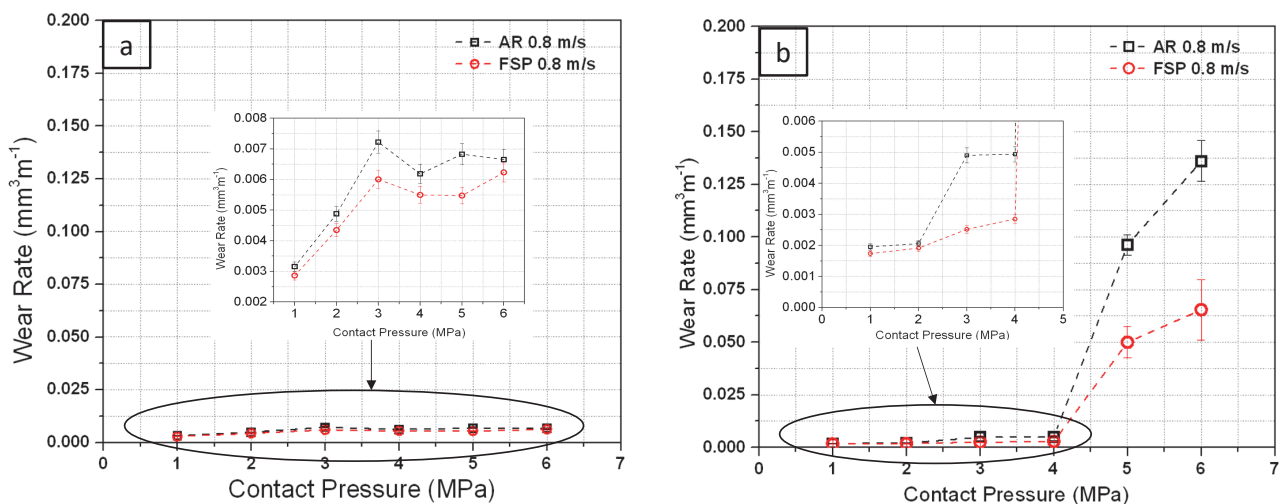 a
AR 0.8 m/s
FSP 0.8 m/s
0.200
0.175
0.150
0.125
0.100
0.075
0.050
0.025
0.000
Wear Rate (mm³m⁻¹)
0 1 2 3 4 5 6 7
Contact Pressure (MPa)
0.008
0.007
0.006
0.005
0.004
0.003
0.002
Wear Rate (mm³m⁻¹)
1 2 3 4 5 6
Contact Pressure (MPa)
b
AR 0.8 m/s
FSP 0.8 m/s
0.200
0.175
0.150
0.125
0.100
0.075
0.050
0.025
0.000
Wear Rate (mm³m⁻¹)
0 1 2 3 4 5 6 7
Contact Pressure (MPa)
0.006
0.005
0.004
0.003
0.002
0.001
0.000
Wear Rate (mm³m⁻¹)
0 1 2 3 4 5
Contact Pressure (MPa)